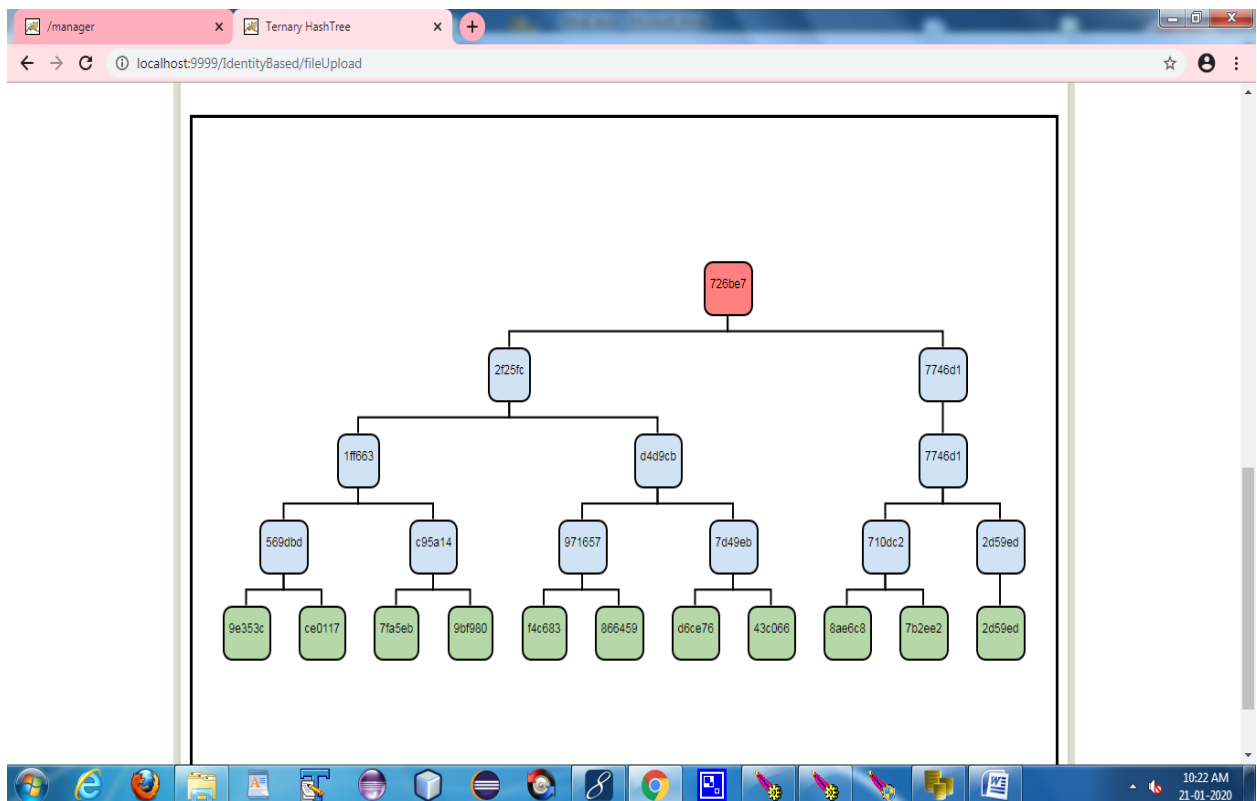 /manager
Ternary HashTree
localhost:9999/IdentityBased/fileUpload
726be7
2f25fc 7746d1
1ff663 d4d9cb 7746d1
569dbd c95a14 971657 7d49eb 710dc2 2d59ed
9e353c ce0117 7fa5eb 9bf980 f4c683 866459 d6ce76 43c066 8ae6c8 7b2ee2 2d59ed
10:22 AM
21-01-2020